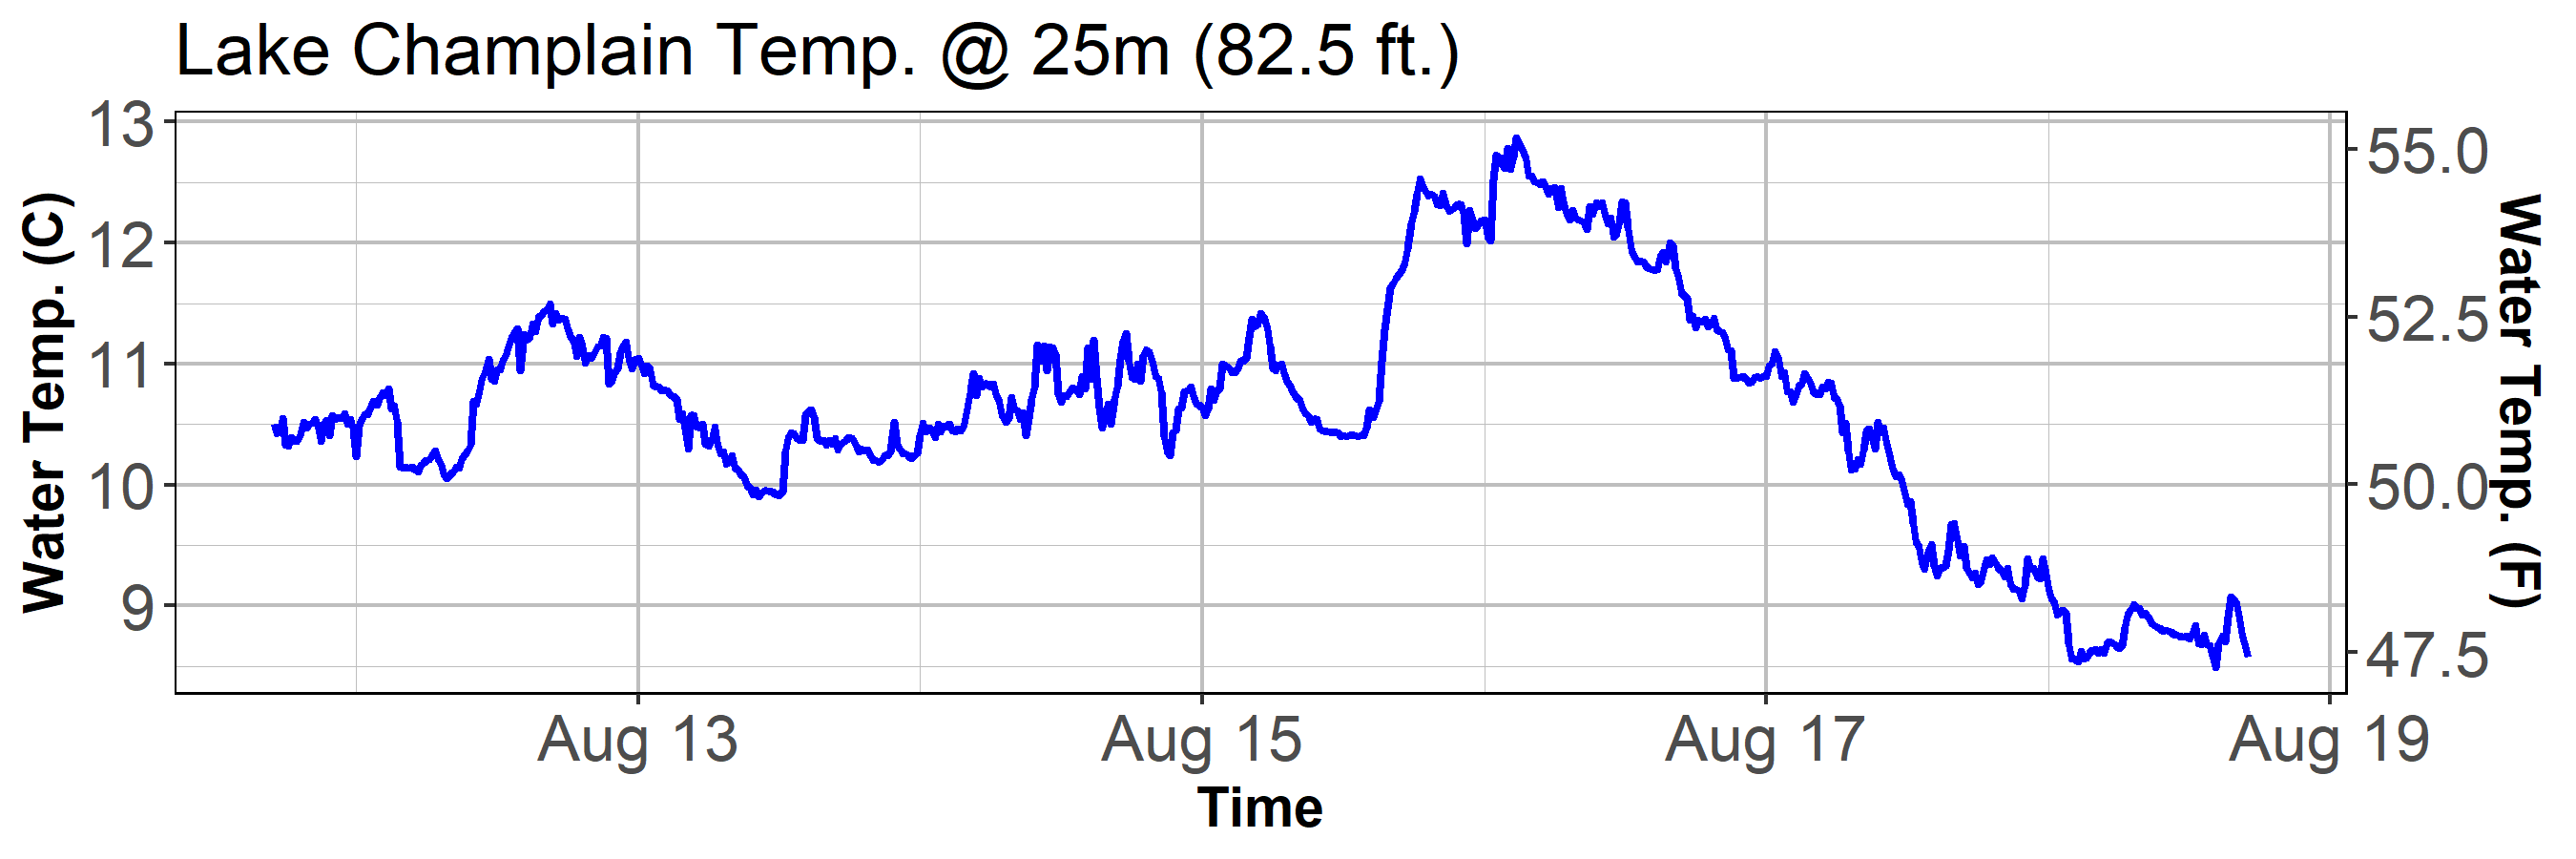 Lake Champlain Temp. @ 25m (82.5 ft.)
Water Temp. (C)
13
12
11
10
9
55.0
52.5
50.0
47.5
Water Temp. (F)
Aug 13
Aug 15
Aug 17
Aug 19
Time